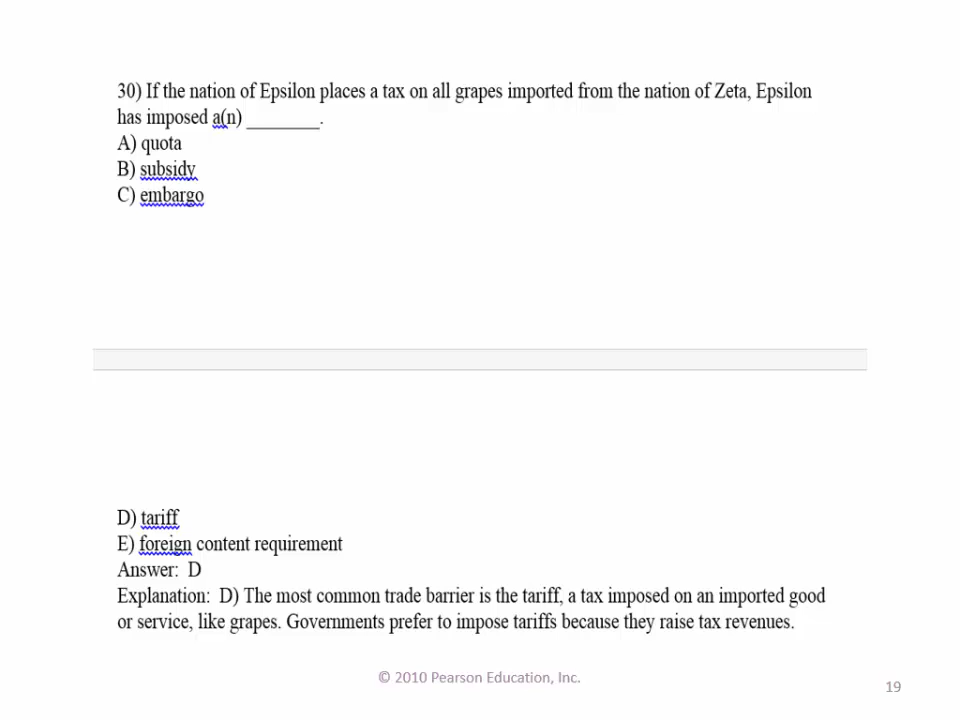 30) If the nation of Epsilon places a tax on all grapes imported from the nation of Zeta, Epsilon
has imposed a(n) ________.
A) quota
B) subsidy
C) embargo
D) tariff
E) foreign content requirement
Answer:  D
Explanation:  D) The most common trade barrier is the tariff, a tax imposed on an imported good
or service, like grapes. Governments prefer to impose tariffs because they raise tax revenues.
© 2010 Pearson Education, Inc.
19